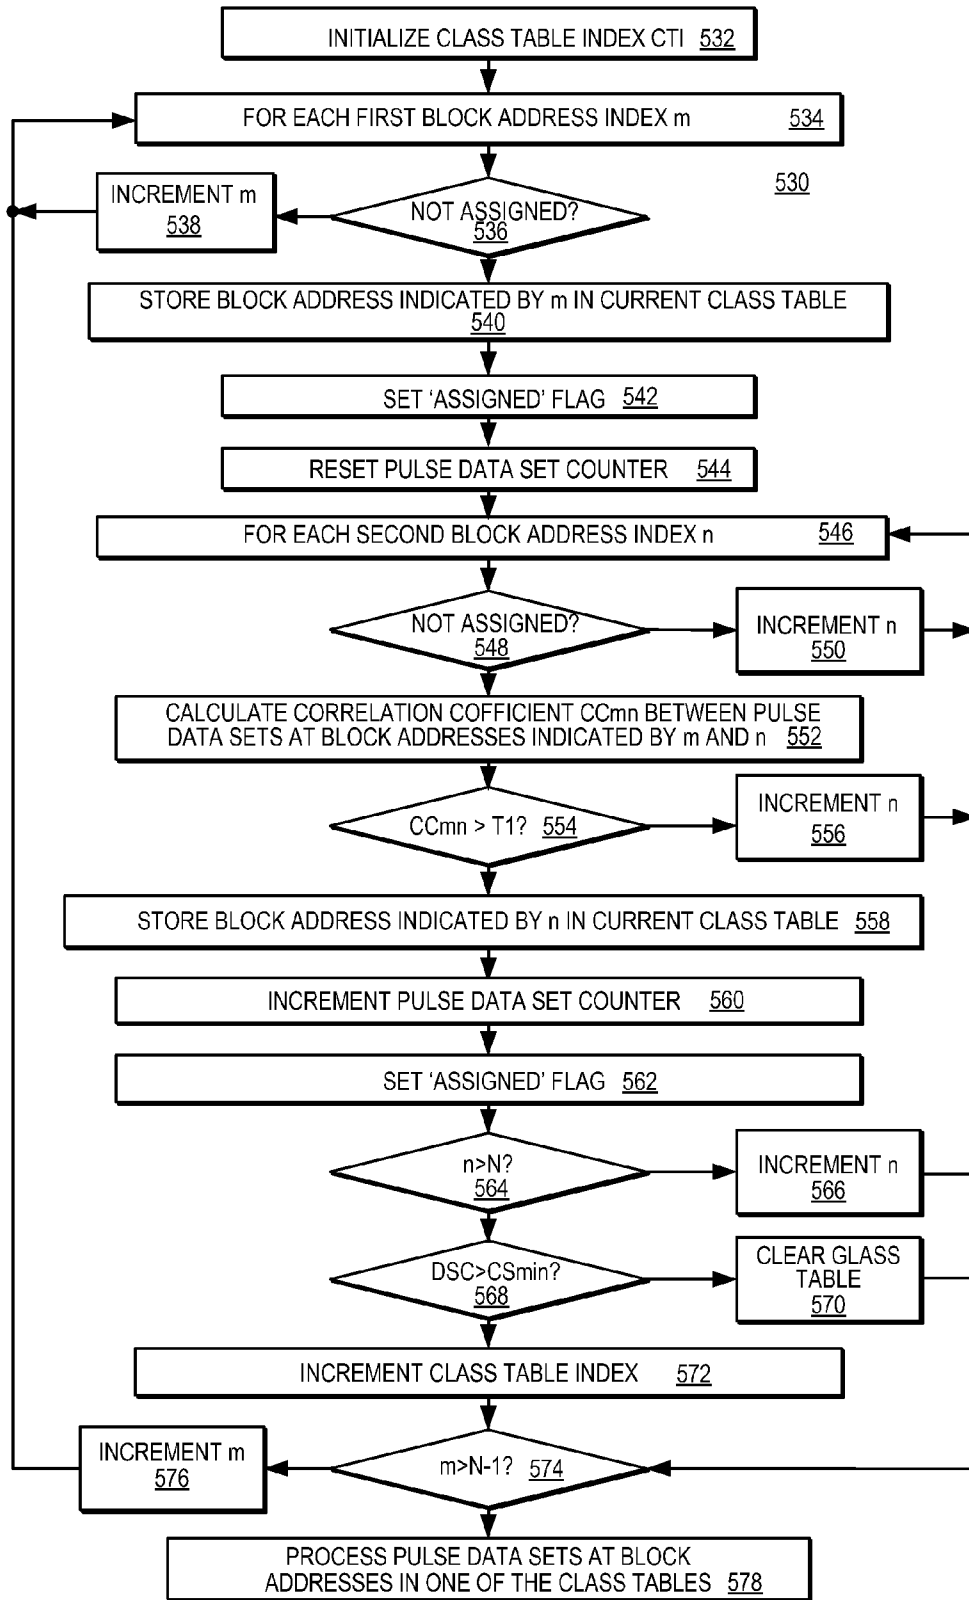 INITIALIZE CLASS TABLE INDEX CTI 532
FOR EACH FIRST BLOCK ADDRESS INDEX m 534
530
INCREMENT m
538
NOT ASSIGNED?
536
STORE BLOCK ADDRESS INDICATED BY m IN CURRENT CLASS TABLE
540
SET 'ASSIGNED' FLAG 542
RESET PULSE DATA SET COUNTER 544
FOR EACH SECOND BLOCK ADDRESS INDEX n 546
NOT ASSIGNED?
548
INCREMENT n
550
CALCULATE CORRELATION COFFICIENT CCmn BETWEEN PULSE
DATA SETS AT BLOCK ADDRESSES INDICATED BY m AND n 552
CCmn > T1? 554
INCREMENT n
556
STORE BLOCK ADDRESS INDICATED BY n IN CURRENT CLASS TABLE 558
INCREMENT PULSE DATA SET COUNTER 560
SET 'ASSIGNED' FLAG 562
n>N?
564
INCREMENT n
566
DSC>CSmin?
568
CLEAR GLASS
TABLE
570
INCREMENT CLASS TABLE INDEX 572
INCREMENT m
576
m>N-1? 574
PROCESS PULSE DATA SETS AT BLOCK
ADDRESSES IN ONE OF THE CLASS TABLES 578